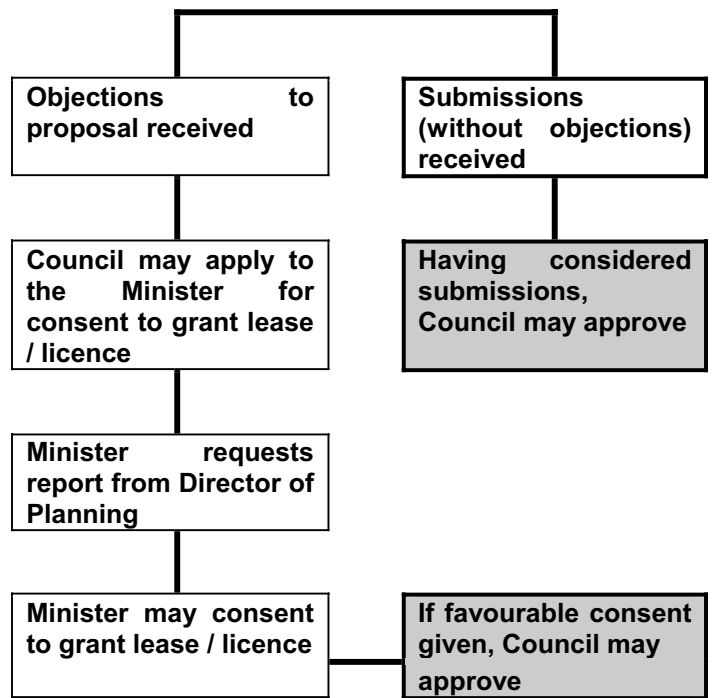 Objections to
proposal received
Submissions
(without objections)
received
Council may apply to
the Minister for
consent to grant lease
/ licence
Having considered
submissions,
Council may approve
Minister requests
report from Director of
Planning
Minister may consent
to grant lease / licence
If favourable consent
given, Council may
approve